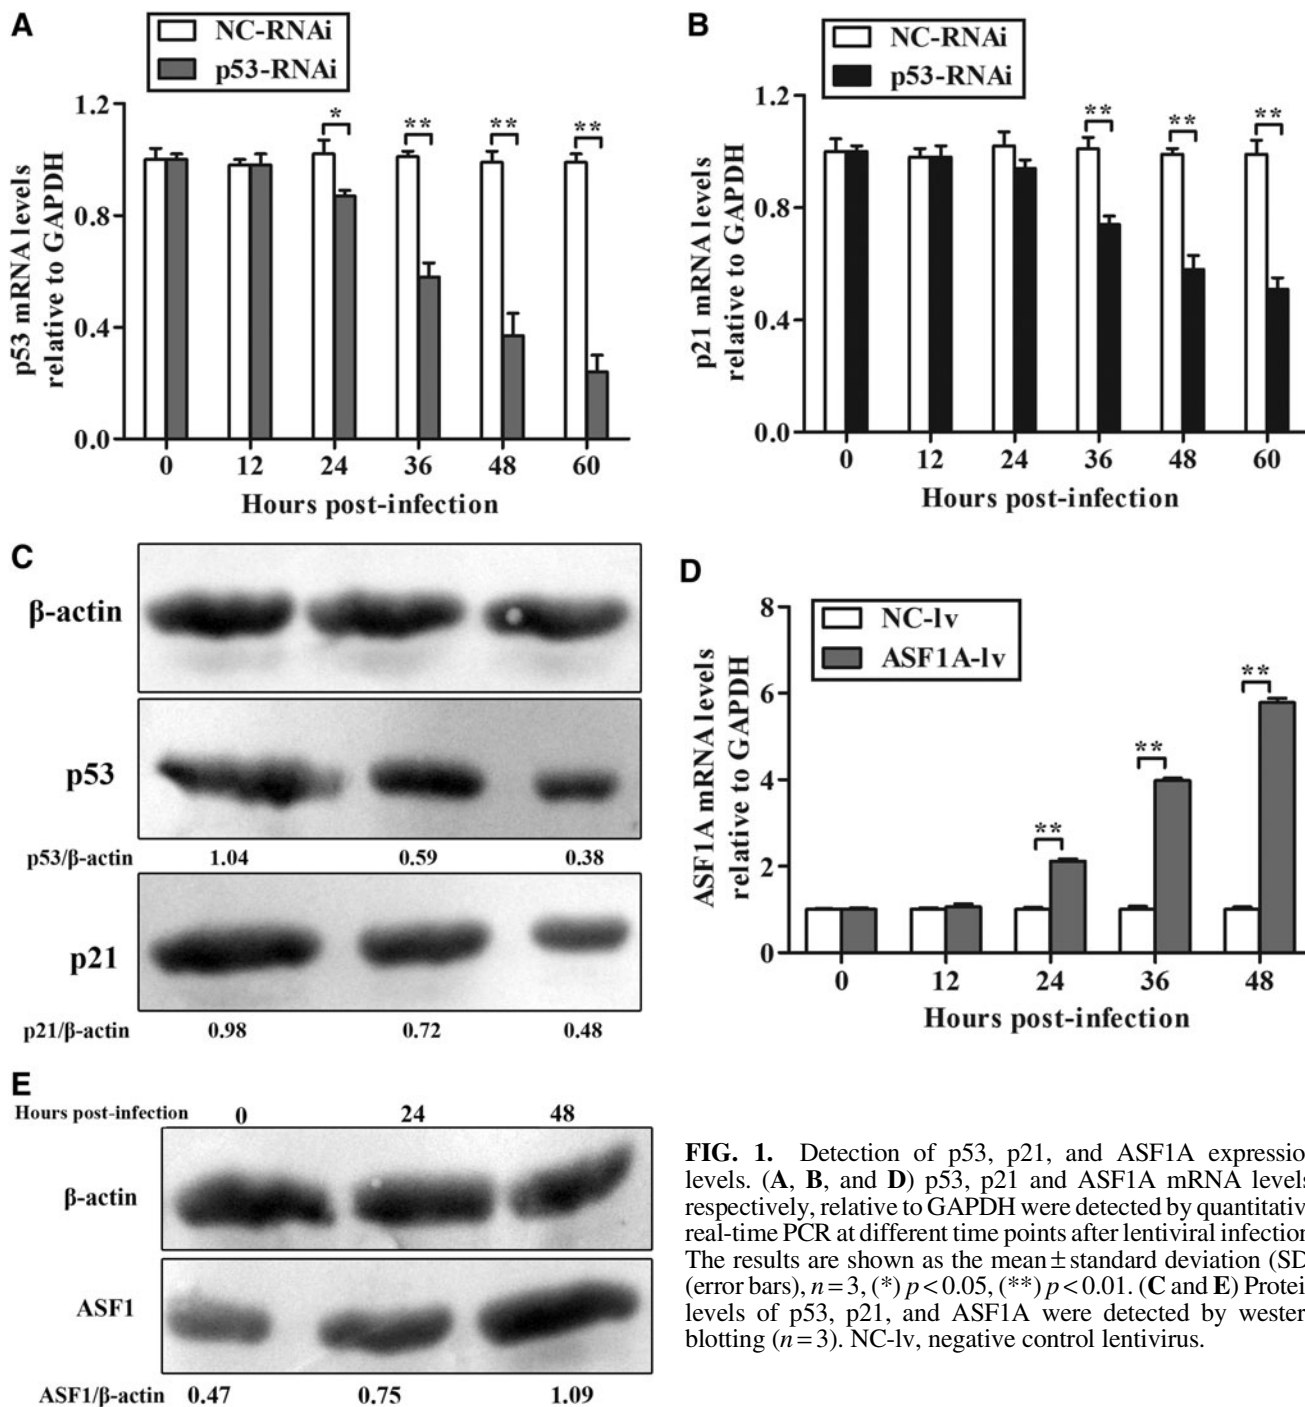 A
NC-RNAi
p53-RNAi
p53 mRNA levels
relative to GAPDH
1.2
0.8
0.4
0.0
* ** ** **
0 12 24 36 48 60
Hours post-infection
B
NC-RNAi
p53-RNAi
p21 mRNA levels
relative to GAPDH
1.2
0.8
0.4
0.0
** ** **
0 12 24 36 48 60
Hours post-infection
C
β-actin
p53
p53/β-actin 1.04 0.59 0.38
p21
p21/β-actin 0.98 0.72 0.48
D
NC-lv
ASF1A-lv
ASF1A mRNA levels
relative to GAPDH
8
6
4
2
0
** ** **
0 12 24 36 48
Hours post-infection
E
Hours post-infection 0 24 48
β-actin
ASF1
ASF1/β-actin 0.47 0.75 1.09
FIG. 1. Detection of p53, p21, and ASF1A expressio
levels. (A, B, and D) p53, p21 and ASF1A mRNA levels
respectively, relative to GAPDH were detected by quantitativ
real-time PCR at different time points after lentiviral infection
The results are shown as the mean ± standard deviation (SD
(error bars), n = 3, (*) p < 0.05, (**) p < 0.01. (C and E) Protei
levels of p53, p21, and ASF1A were detected by wester
blotting (n = 3). NC-lv, negative control lentivirus.